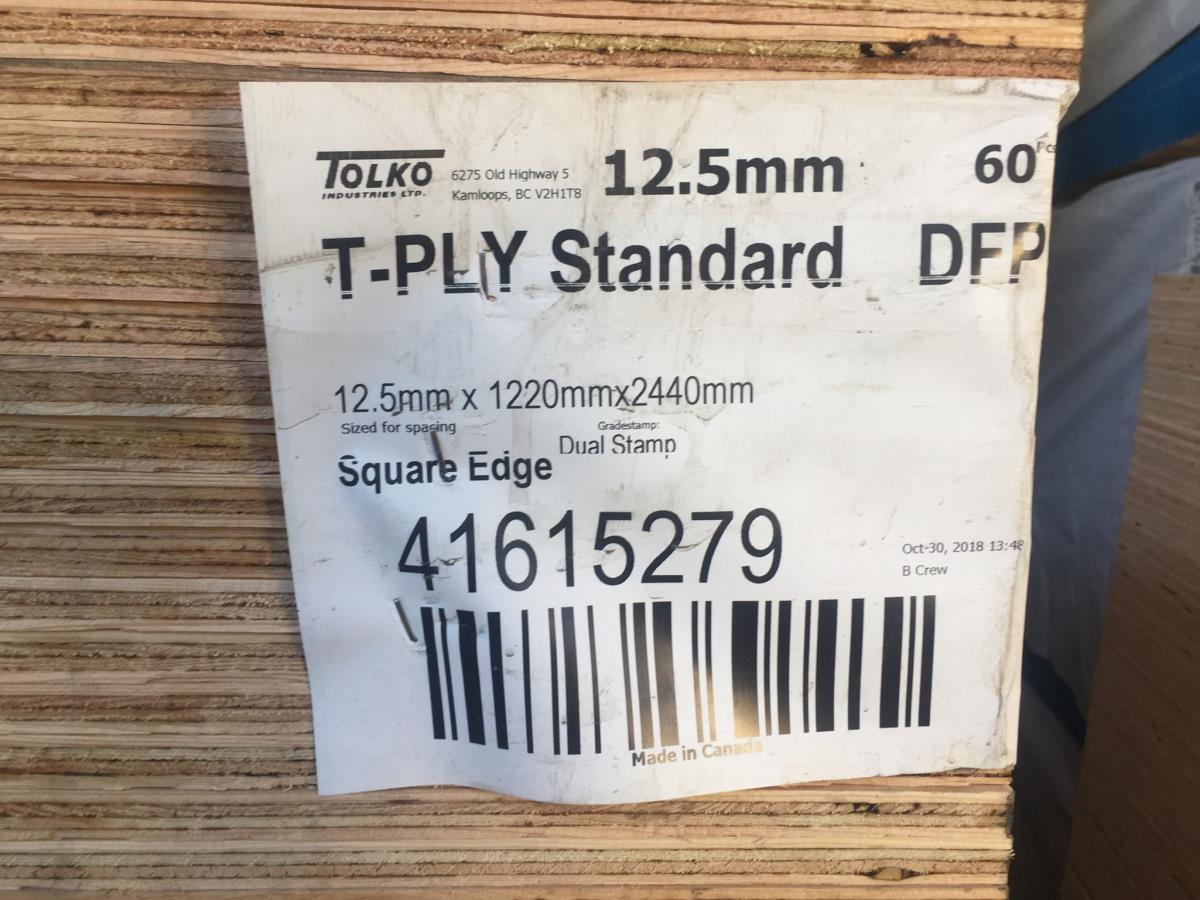 TOLKO
INDUSTRIES LTD.
6275 Old Highway 5
Kamloops, BC V2H1T8
12.5mm
60 Pcs
T-PLY Standard DFP
12.5mm x 1220mmx2440mm
Sized for spacing
Gradestamp:
Dual Stamp
Square Edge
41615279
Oct-30, 2018 13:48
B Crew
Made in Canada